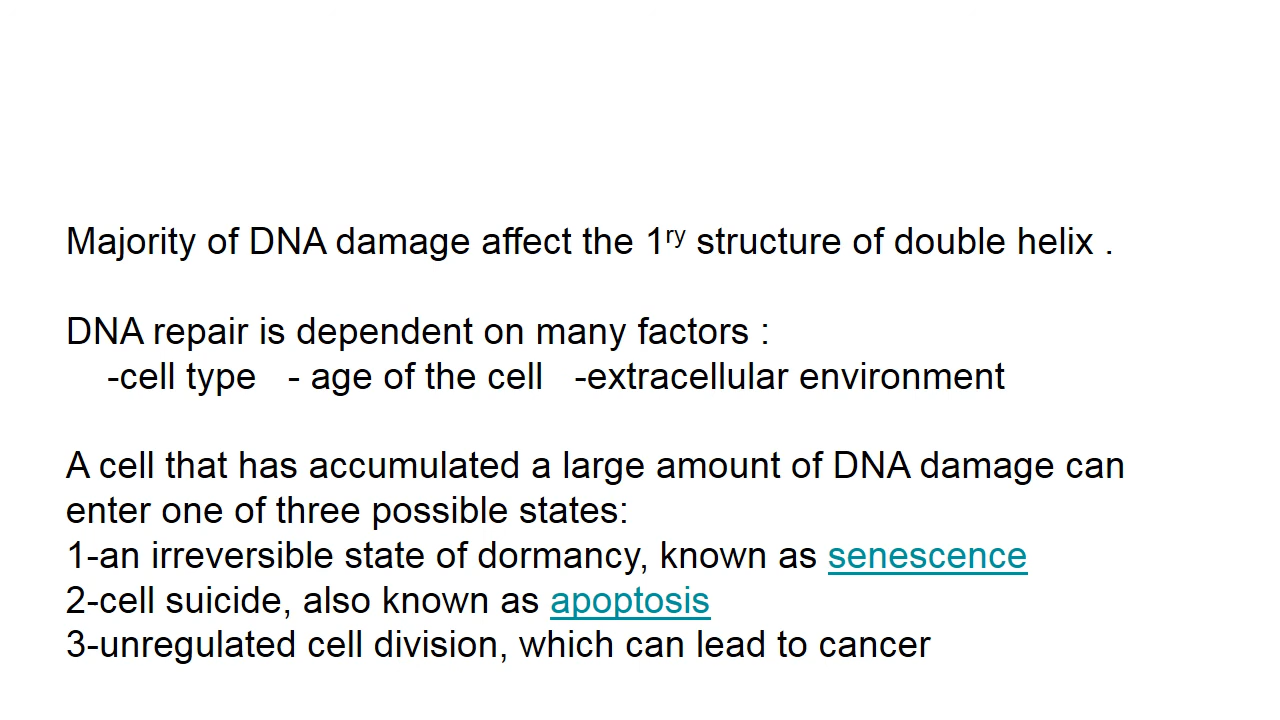 Majority of DNA damage affect the 1ry structure of double helix .
DNA repair is dependent on many factors :
-cell type - age of the cell -extracellular environment
A cell that has accumulated a large amount of DNA damage can
enter one of three possible states:
1-an irreversible state of dormancy, known as senescence
2-cell suicide, also known as apoptosis
3-unregulated cell division, which can lead to cancer